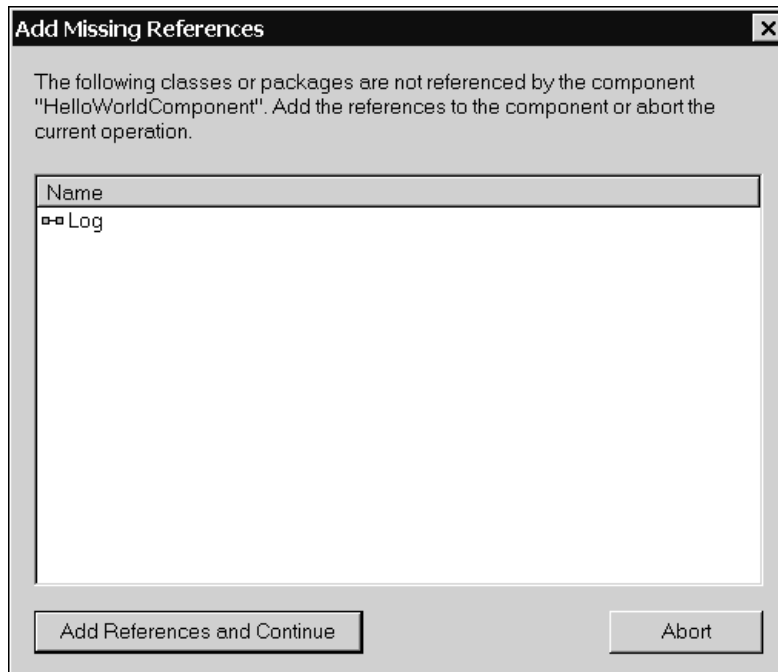 Add Missing References
The following classes or packages are not referenced by the component
"HelloWorldComponent". Add the references to the component or abort the
current operation.
Name
Log
Add References and Continue
Abort